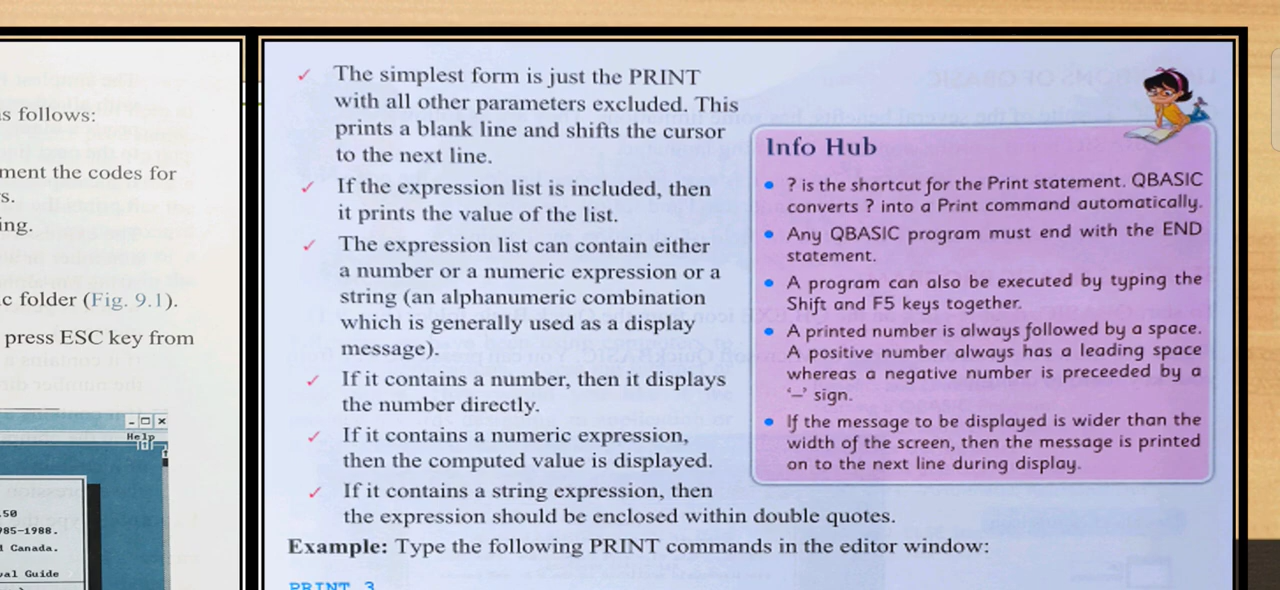 s follows:
ment the codes for
rs.
ing.
c folder (Fig. 9.1).
press ESC key from
Help
50
985-1988.
d Canada.
val Guide
The simplest form is just the PRINT
with all other parameters excluded. This
prints a blank line and shifts the cursor
to the next line.
If the expression list is included, then
it prints the value of the list.
The expression list can contain either
a number or a numeric expression or a
string (an alphanumeric combination
which is generally used as a display
message).
If it contains a number, then it displays
the number directly.
If it contains a numeric expression,
then the computed value is displayed.
If it contains a string expression, then
the expression should be enclosed within double quotes.
Info Hub
? is the shortcut for the Print statement. QBASIC
converts ? into a Print command automatically.
Any QBASIC program must end with the END
statement.
A program can also be executed by typing the
Shift and F5 keys together.
A printed number is always followed by a space.
A positive number always has a leading space
whereas a negative number is preceeded by a
‘–’ sign.
If the message to be displayed is wider than the
width of the screen, then the message is printed
on to the next line during display.
Example: Type the following PRINT commands in the editor window:
PRINT 3